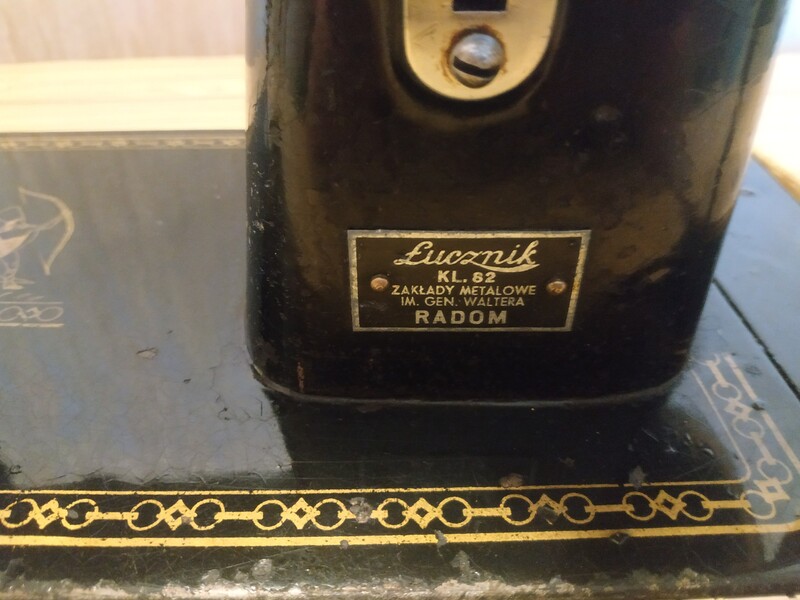 Łucznik
KL. 82
ZAKŁADY METALOWE
IM. GEN. WALTERA
RADOM